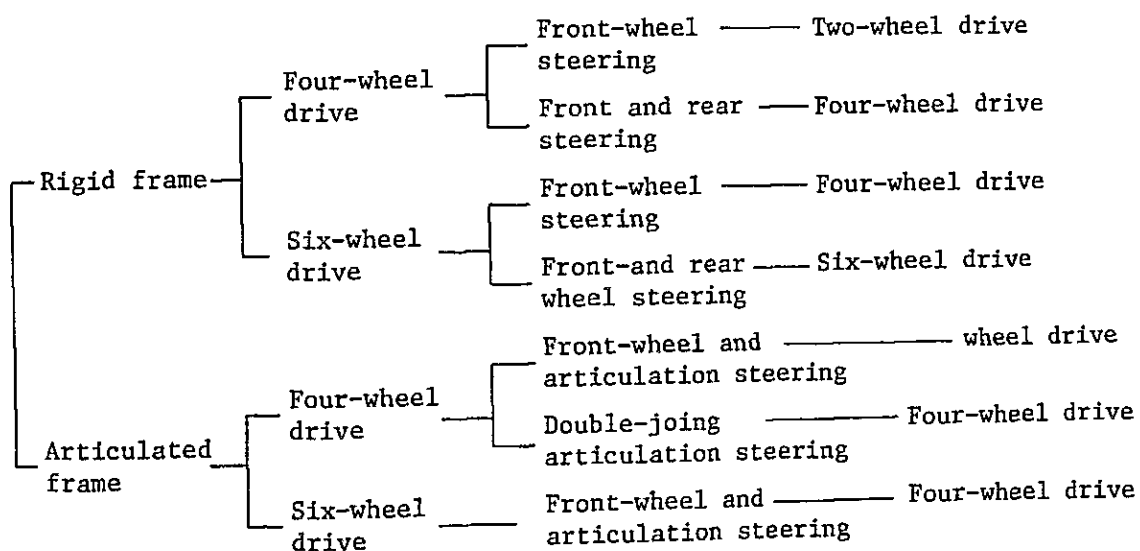 Front-wheel steering Two-wheel drive
Four-wheel drive
Front and rear steering Four-wheel drive
Rigid frame
Front-wheel steering Four-wheel drive
Six-wheel drive
Front-and rear wheel steering Six-wheel drive
Front-wheel and articulation steering wheel drive
Four-wheel drive
Double-joing articulation steering Four-wheel drive
Articulated frame
Six-wheel drive
Front-wheel and articulation steering Four-wheel drive